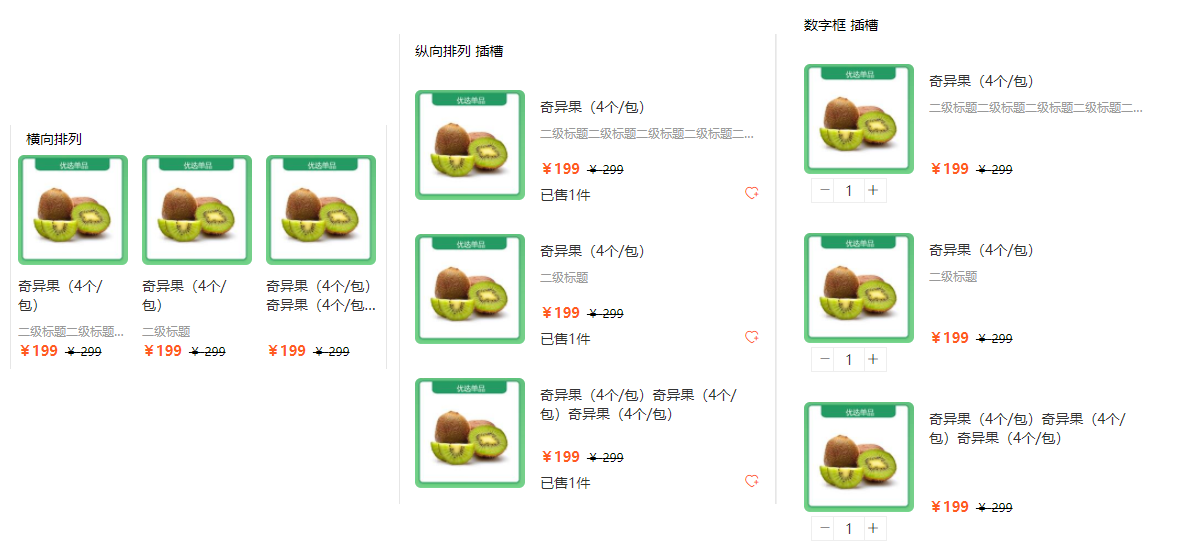 横向排列
优选单品
优选单品
优选单品
奇异果（4个/
包）
二级标题二级标题...
￥199 ￥ 299
奇异果（4个/
包）
二级标题
￥199 ￥ 299
奇异果（4个/包）
奇异果（4个/包...
￥199 ￥ 299
纵向排列 插槽
优选单品
奇异果（4个/包）
二级标题二级标题二级标题二级标题二...
￥199 ￥ 299
已售1件
优选单品
奇异果（4个/包）
二级标题
￥199 ￥ 299
已售1件
优选单品
奇异果（4个/包）奇异果（4个/
包）奇异果（4个/包）
￥199 ￥ 299
已售1件
数字框 插槽
优选单品
奇异果（4个/包）
二级标题二级标题二级标题二级标题二...
￥199 ￥ 299
－ 1 ＋
优选单品
奇异果（4个/包）
二级标题
￥199 ￥ 299
－ 1 ＋
优选单品
奇异果（4个/包）奇异果（4个/
包）奇异果（4个/包）
￥199 ￥ 299
－ 1 ＋